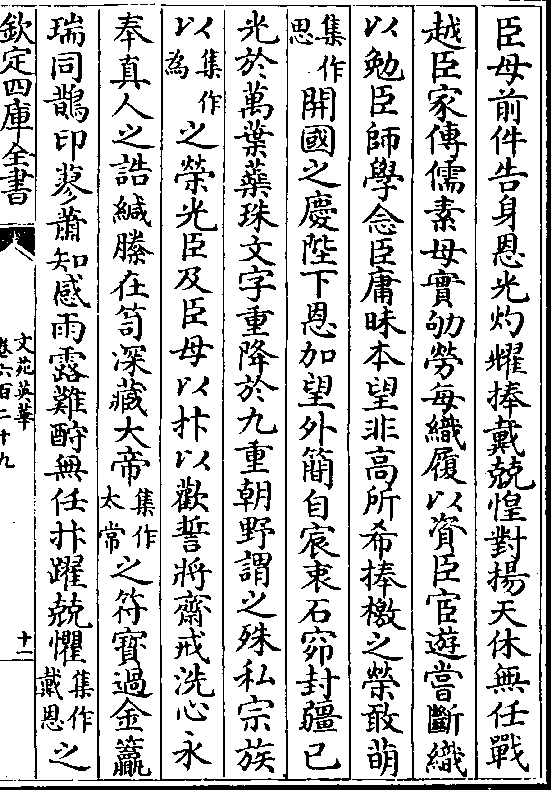 臣母前件告身恩光灼耀捧戴兢惶對揚天休無任戰
越臣家傳儒素母實劬勞每織屨以資臣宦遊嘗斷織
以勉臣師學念臣庸昧本望非高所希捧檄之榮敢萌
集作思開國之慶陛下恩加望外簡自宸衷石窌封疆已
光於萬葉蘂珠文字重降於九重朝野謂之殊私宗族
以集作為之榮光臣及臣母以抃以歡誓將齋戒洗心永
奉真人之誥緘縢在笥深藏大帝集作太常之符寳過金籯
瑞同鵲印蓼蕭知感雨露難酧無任抃躍兢懼集作戴恩之
欽定四庫全書
文苑英華
卷六百二十九
十一